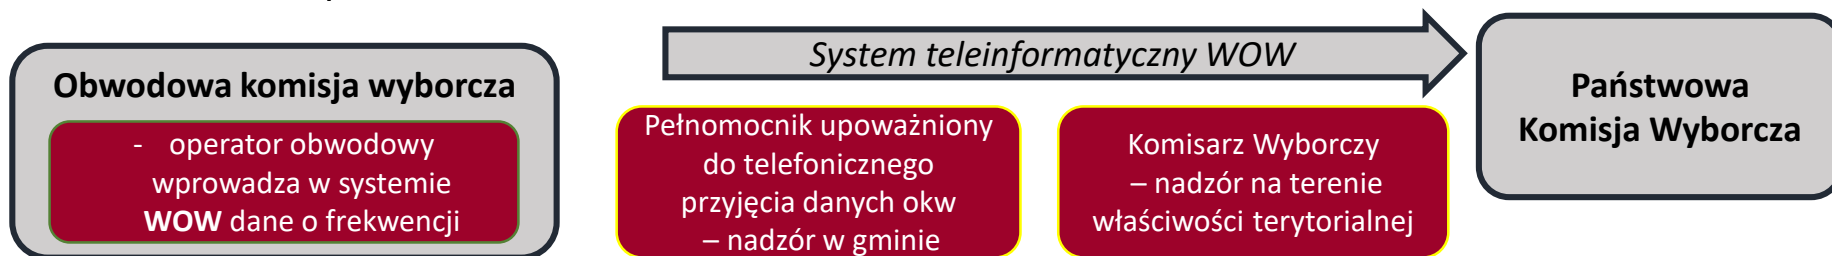 Obwodowa komisja wyborcza
- operator obwodowy
wprowadza w systemie
WOW dane o frekwencji
System teleinformatyczny WOW
Pełnomocnik upoważniony
do telefonicznego
przyjęcia danych okw
– nadzór w gminie
Komisarz Wyborczy
– nadzór na terenie
właściwości terytorialnej
Państwowa
Komisja Wyborcza